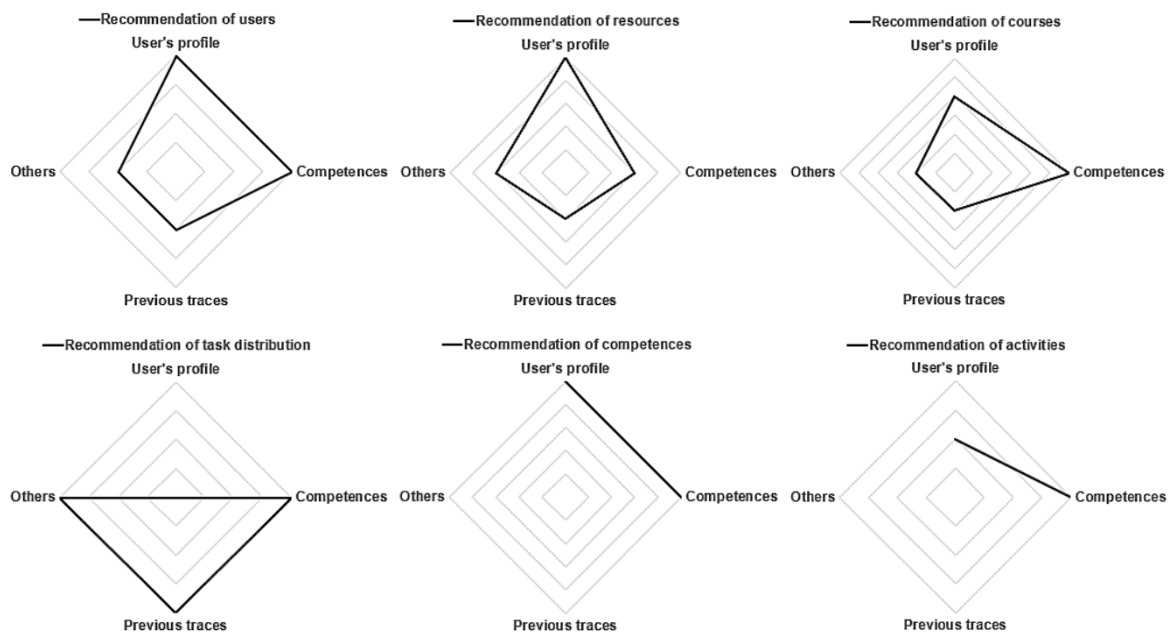 Recommendation of users
User's profile
Others
Competences
Previous traces
Recommendation of resources
User's profile
Others
Competences
Previous traces
Recommendation of courses
User's profile
Others
Competences
Previous traces
Recommendation of task distribution
User's profile
Others
Competences
Previous traces
Recommendation of competences
User's profile
Others
Competences
Previous traces
Recommendation of activities
User's profile
Others
Competences
Previous traces